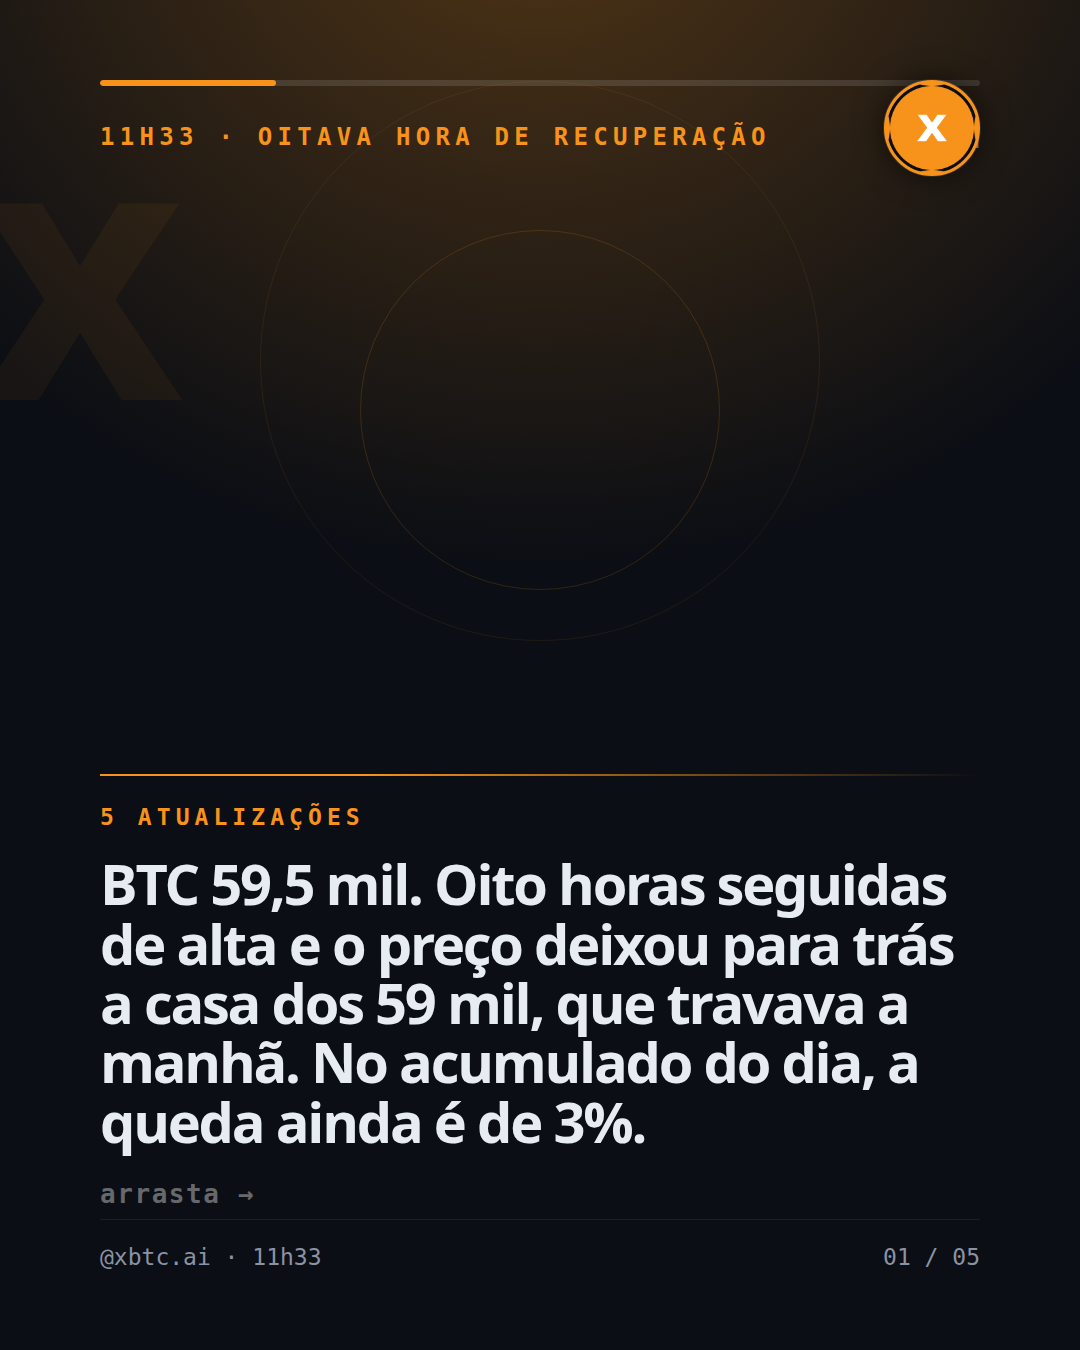 11H33 · OITAVA HORA DE RECUPERAÇÃO
X
X
5 ATUALIZAÇÕES
BTC 59,5 mil. Oito horas seguidas
de alta e o preço deixou para trás
a casa dos 59 mil, que travava a
manhã. No acumulado do dia, a
queda ainda é de 3%.
arrasta →
@xbtc.ai · 11h33
01 / 05